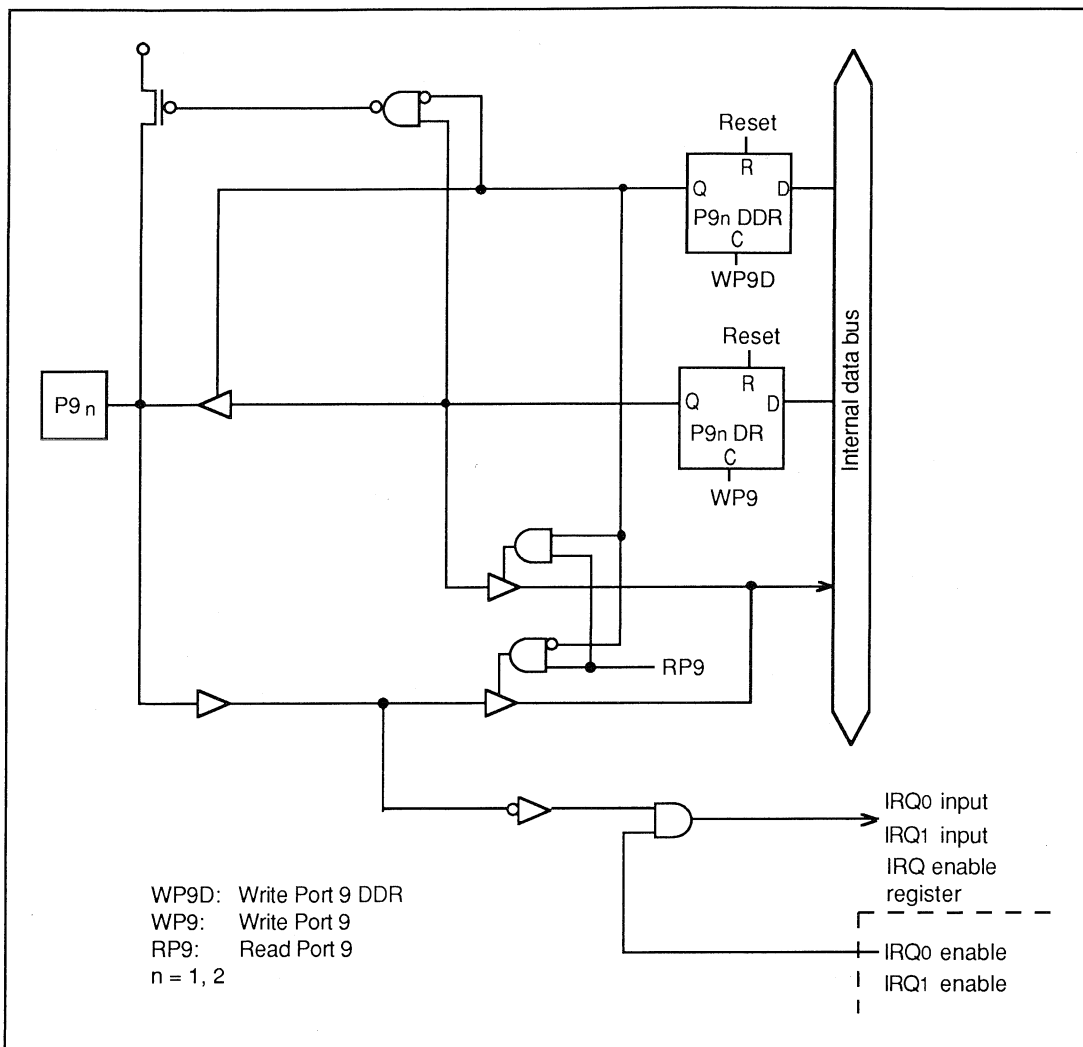 Reset
R
Q
D
P9n DDR
C
WP9D
Reset
R
Q
D
P9n DR
C
WP9
P9n
Internal data bus
RP9
IRQ0 input
IRQ1 input
IRQ enable
register
IRQ0 enable
IRQ1 enable
WP9D: Write Port 9 DDR
WP9: Write Port 9
RP9: Read Port 9
n = 1, 2